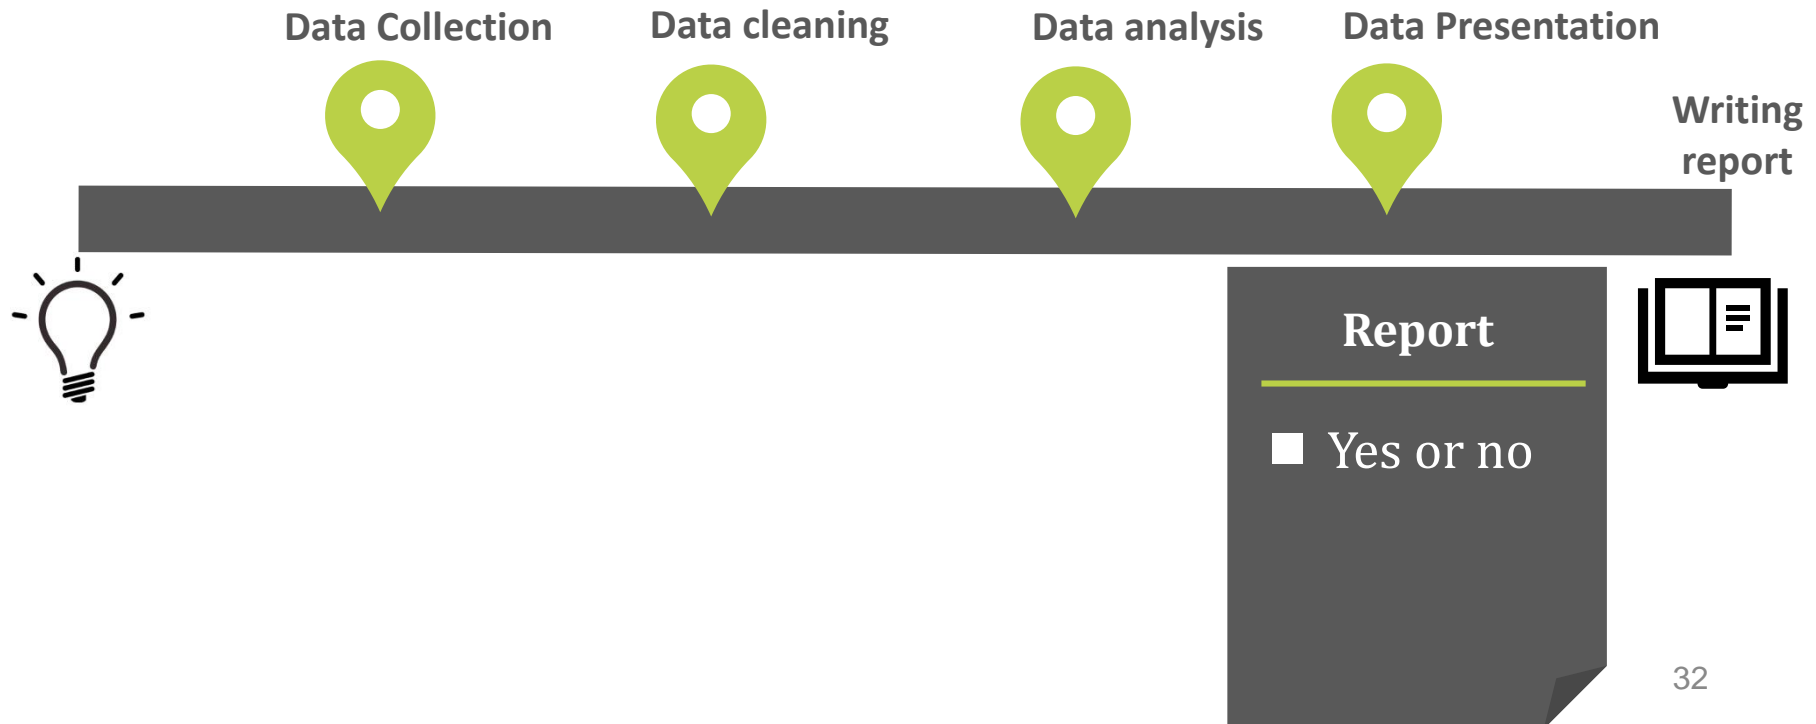 Data Collection
Data cleaning
Data analysis
Data Presentation
Writing
report
Report
Yes or no
32